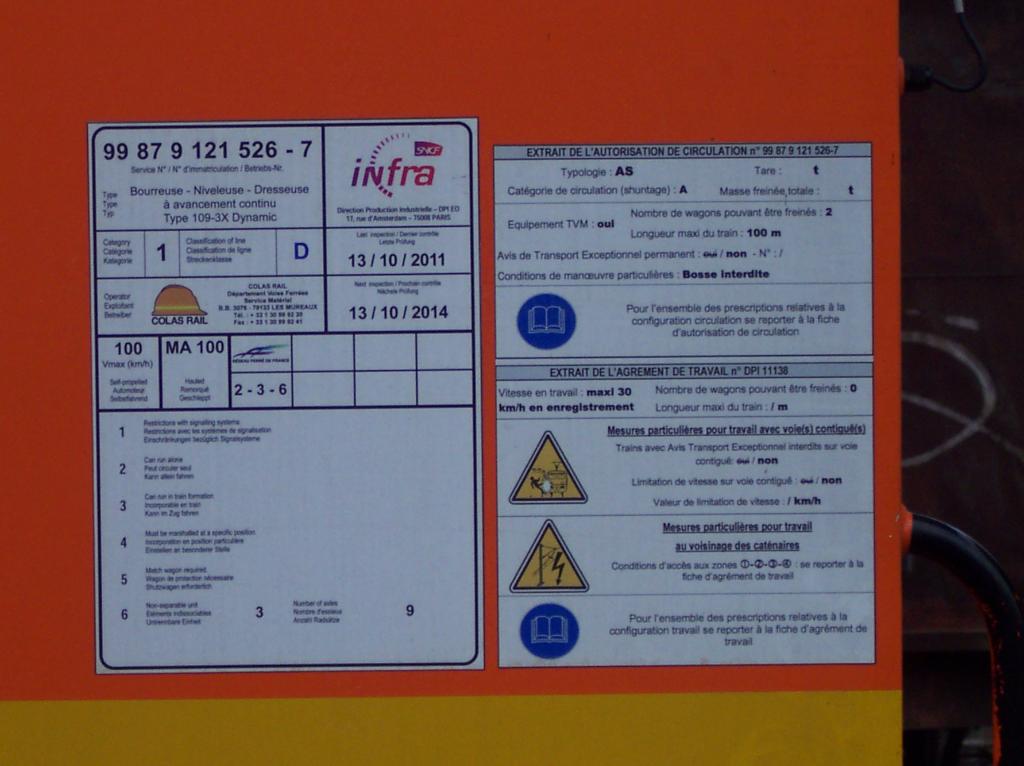 99 87 9 121 526 - 7
Service N° / N° d'immatriculation / Betriebs-Nr.
Type
Type
Typ
Bourreuse - Niveleuse - Dresseuse
à avancement continu
Type 109-3X Dynamic
SNCF
infra
Direction Production Industrielle – DPI EO
17, rue d'Amsterdam – 75008 PARIS
Category
Catégorie
Kategorie
1
Classification of line
Classification de ligne
Streckenklasse
D
Last inspection / Dernier contrôle
Letzte Prüfung
13 / 10 / 2011
Operator
Exploitant
Betreiber
COLAS RAIL
COLAS RAIL
Département Voies Ferrées
Service Matériel
B.P. 3078 - 78133 LES MUREAUX
Next inspection / Prochain contrôle
Nächste Prüfung
13 / 10 / 2014
100
Vmax (km/h)
Self-propelled
Automoteur
Selbstfahrend
MA 100
Hauled
Remorqué
Geschleppt
RÉSEAU FERRÉ DE FRANCE
2 - 3 - 6
1
Restrictions with signalling systems
Restrictions avec les systèmes de signalisation
Einschränkungen bezüglich Signalsysteme
2
Can run alone
Peut circuler seul
Kann allein fahren
3
Can run in train formation
Incorporable en train
Kann im Zug fahren
4
Must be marshalled at a specific position
Incorporation en position particulière
Einstellen an besonderer Stelle
5
Match wagon required
Wagon de protection nécessaire
Shutzwagen erforderlich
6
Non-separable unit
Eléments indissociables
Untrennbare Einheit
3
Number of axles
Nombre d'essieux
Anzahl Radsätze
9
EXTRAIT DE L'AUTORISATION DE CIRCULATION n° 99 87 9 121 526-7
Typologie : AS
Tare : t
Catégorie de circulation (shuntage) : A
Masse freinée totale : t
Equipement TVM : oui
Nombre de wagons pouvant être freinés : 2
Longueur maxi du train : 100 m
Avis de Transport Exceptionnel permanent : oui / non - N° : /
Conditions de manœuvre particulières : Bosse interdite
Pour l'ensemble des prescriptions relatives à la
configuration circulation se reporter à la fiche
d'autorisation de circulation
EXTRAIT DE L'AGREMENT DE TRAVAIL n° DPI 11138
Vitesse en travail : maxi 30
km/h en enregistrement
Nombre de wagons pouvant être freinés : 0
Longueur maxi du train : / m
Mesures particulières pour travail avec voie(s) contiguë(s)
Trains avec Avis Transport Exceptionnel interdits sur voie
contiguë: oui / non
Limitation de vitesse sur voie contiguë : oui / non
Valeur de limitation de vitesse : / km/h
Mesures particulières pour travail
au voisinage des caténaires
Conditions d'accès aux zones ①-②-③-④ : se reporter à la
fiche d'agrément de travail
Pour l'ensemble des prescriptions relatives à la
configuration travail se reporter à la fiche d'agrément de
travail